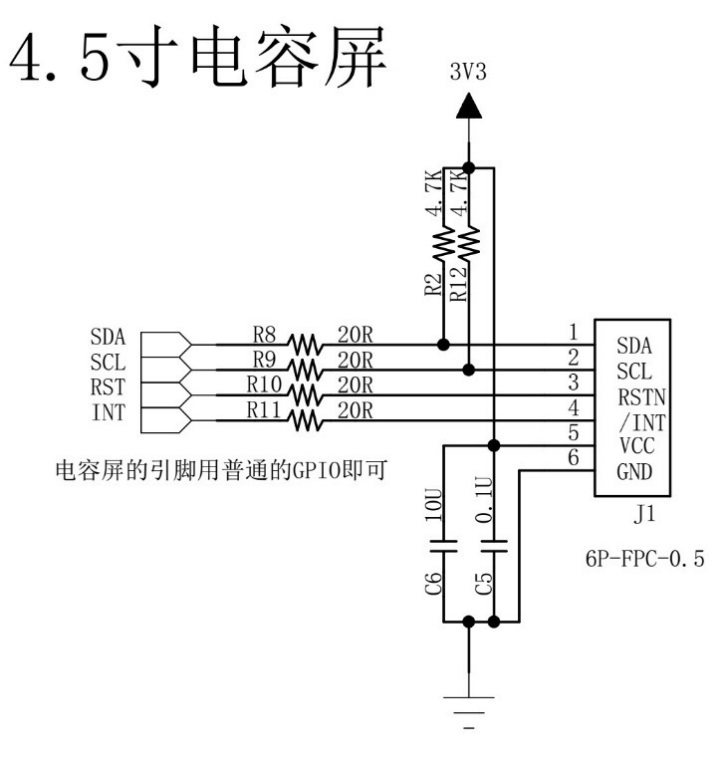 4.5寸电容屏
3V3
4.7K
4.7K
R2
R12
SDA
R8
20R
1
SDA
SCL
R9
20R
2
SCL
RST
R10
20R
3
RSTN
INT
R11
20R
4
/INT
5
VCC
6
GND
电容屏的引脚用普通的GPIO即可
10U
0.1U
J1
6P-FPC-0.5
C6
C5